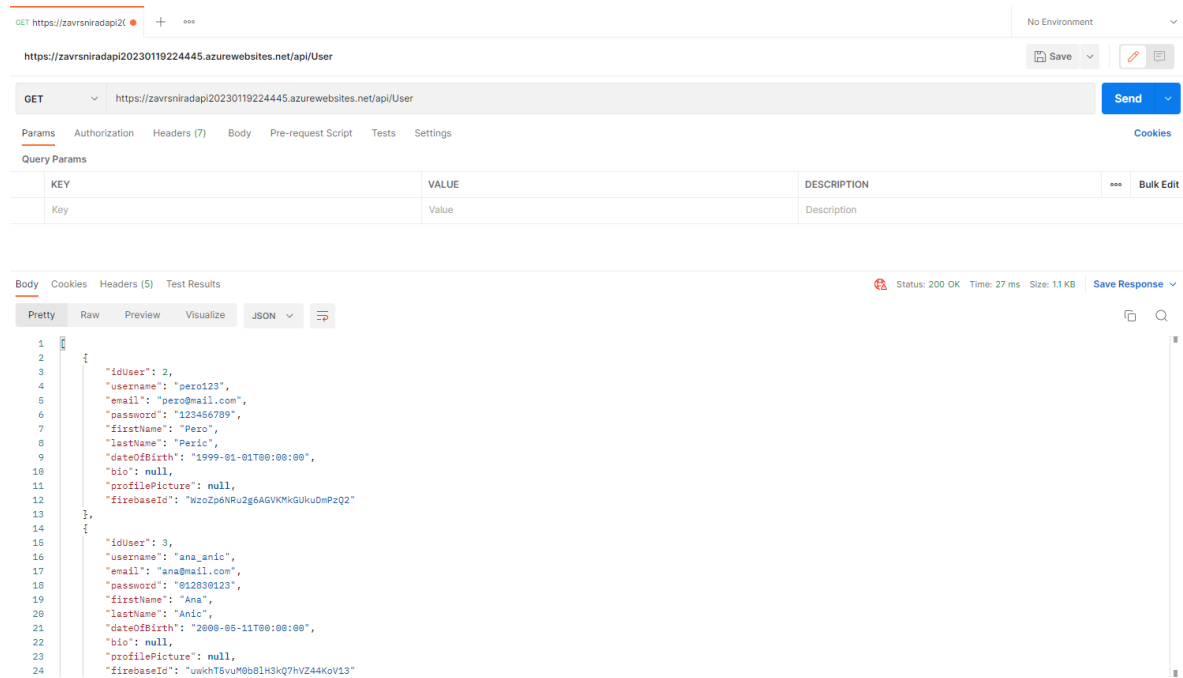 GET https://zavrsniradapi2( No Environment
https://zavrsniradapi20230119224445.azurewebsites.net/api/User Save
GET https://zavrsniradapi20230119224445.azurewebsites.net/api/User Send
Params Authorization Headers (7) Body Pre-request Script Tests Settings Cookies
Query Params
KEY VALUE DESCRIPTION Bulk Edit
Key Value Description
Body Cookies Headers (5) Test Results Status: 200 OK Time: 27 ms Size: 1.1 KB Save Response
Pretty Raw Preview Visualize JSON
1 [
2 {
3 "idUser": 2,
4 "username": "pero123",
5 "email": "pero@mail.com",
6 "password": "123456789",
7 "firstName": "Pero",
8 "lastName": "Peric",
9 "dateOfBirth": "1999-01-01T00:00:00",
10 "bio": null,
11 "profilePicture": null,
12 "firebaseId": "WzoZp6NRu2g6AGVKMkGUkuDmPzQ2"
13 },
14 {
15 "idUser": 3,
16 "username": "ana_anic",
17 "email": "ana@mail.com",
18 "password": "012830123",
19 "firstName": "Ana",
20 "lastName": "Anic",
21 "dateOfBirth": "2000-05-11T00:00:00",
22 "bio": null,
23 "profilePicture": null,
24 "firebaseId": "uwkhT5vuM0b8lH3kQ7hVZ44KoV13"